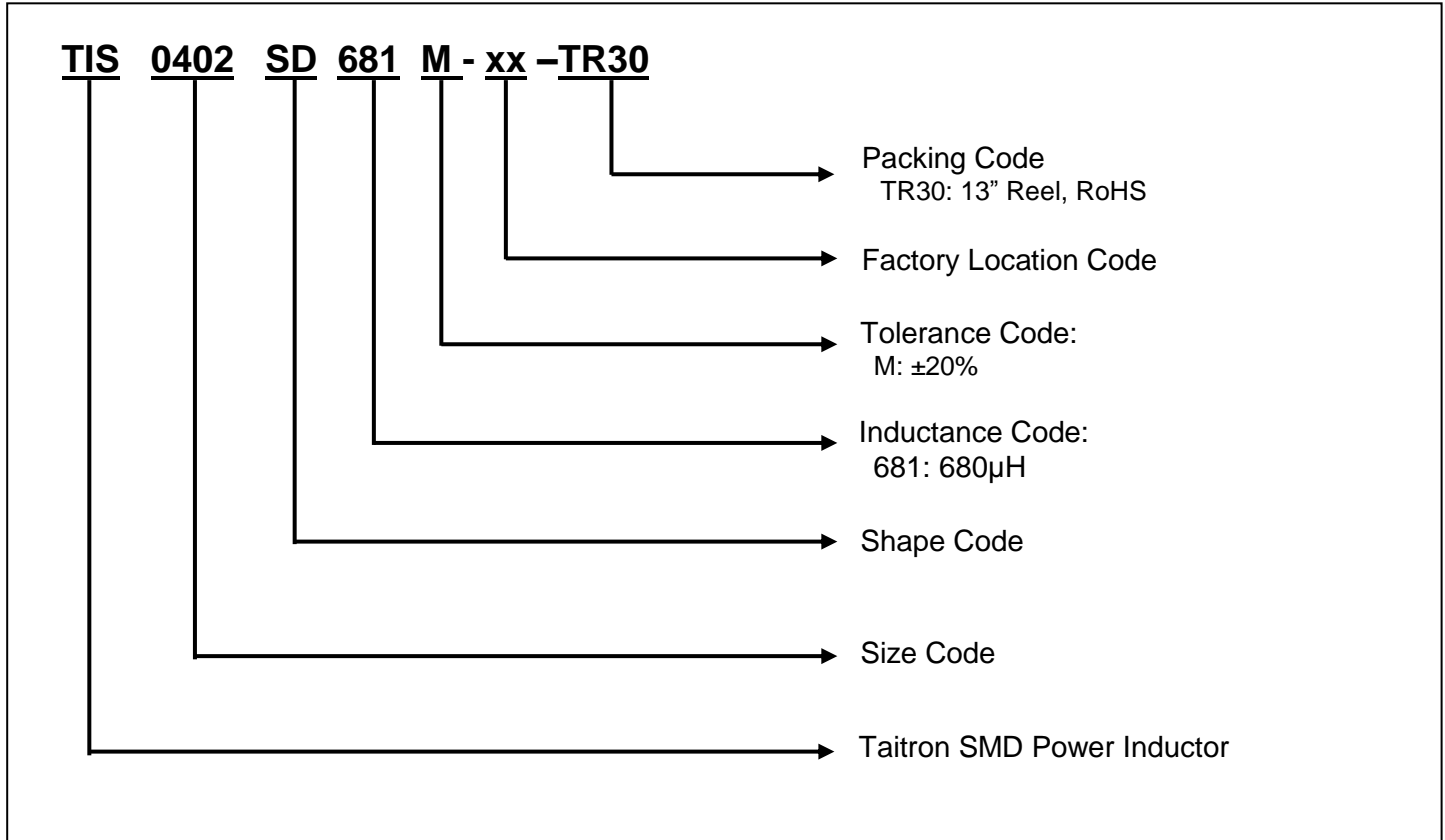 TIS 0402 SD 681 M - xx –TR30
Packing Code
TR30: 13” Reel, RoHS
Factory Location Code
Tolerance Code:
M: ±20%
Inductance Code:
681: 680µH
Shape Code
Size Code
Taitron SMD Power Inductor